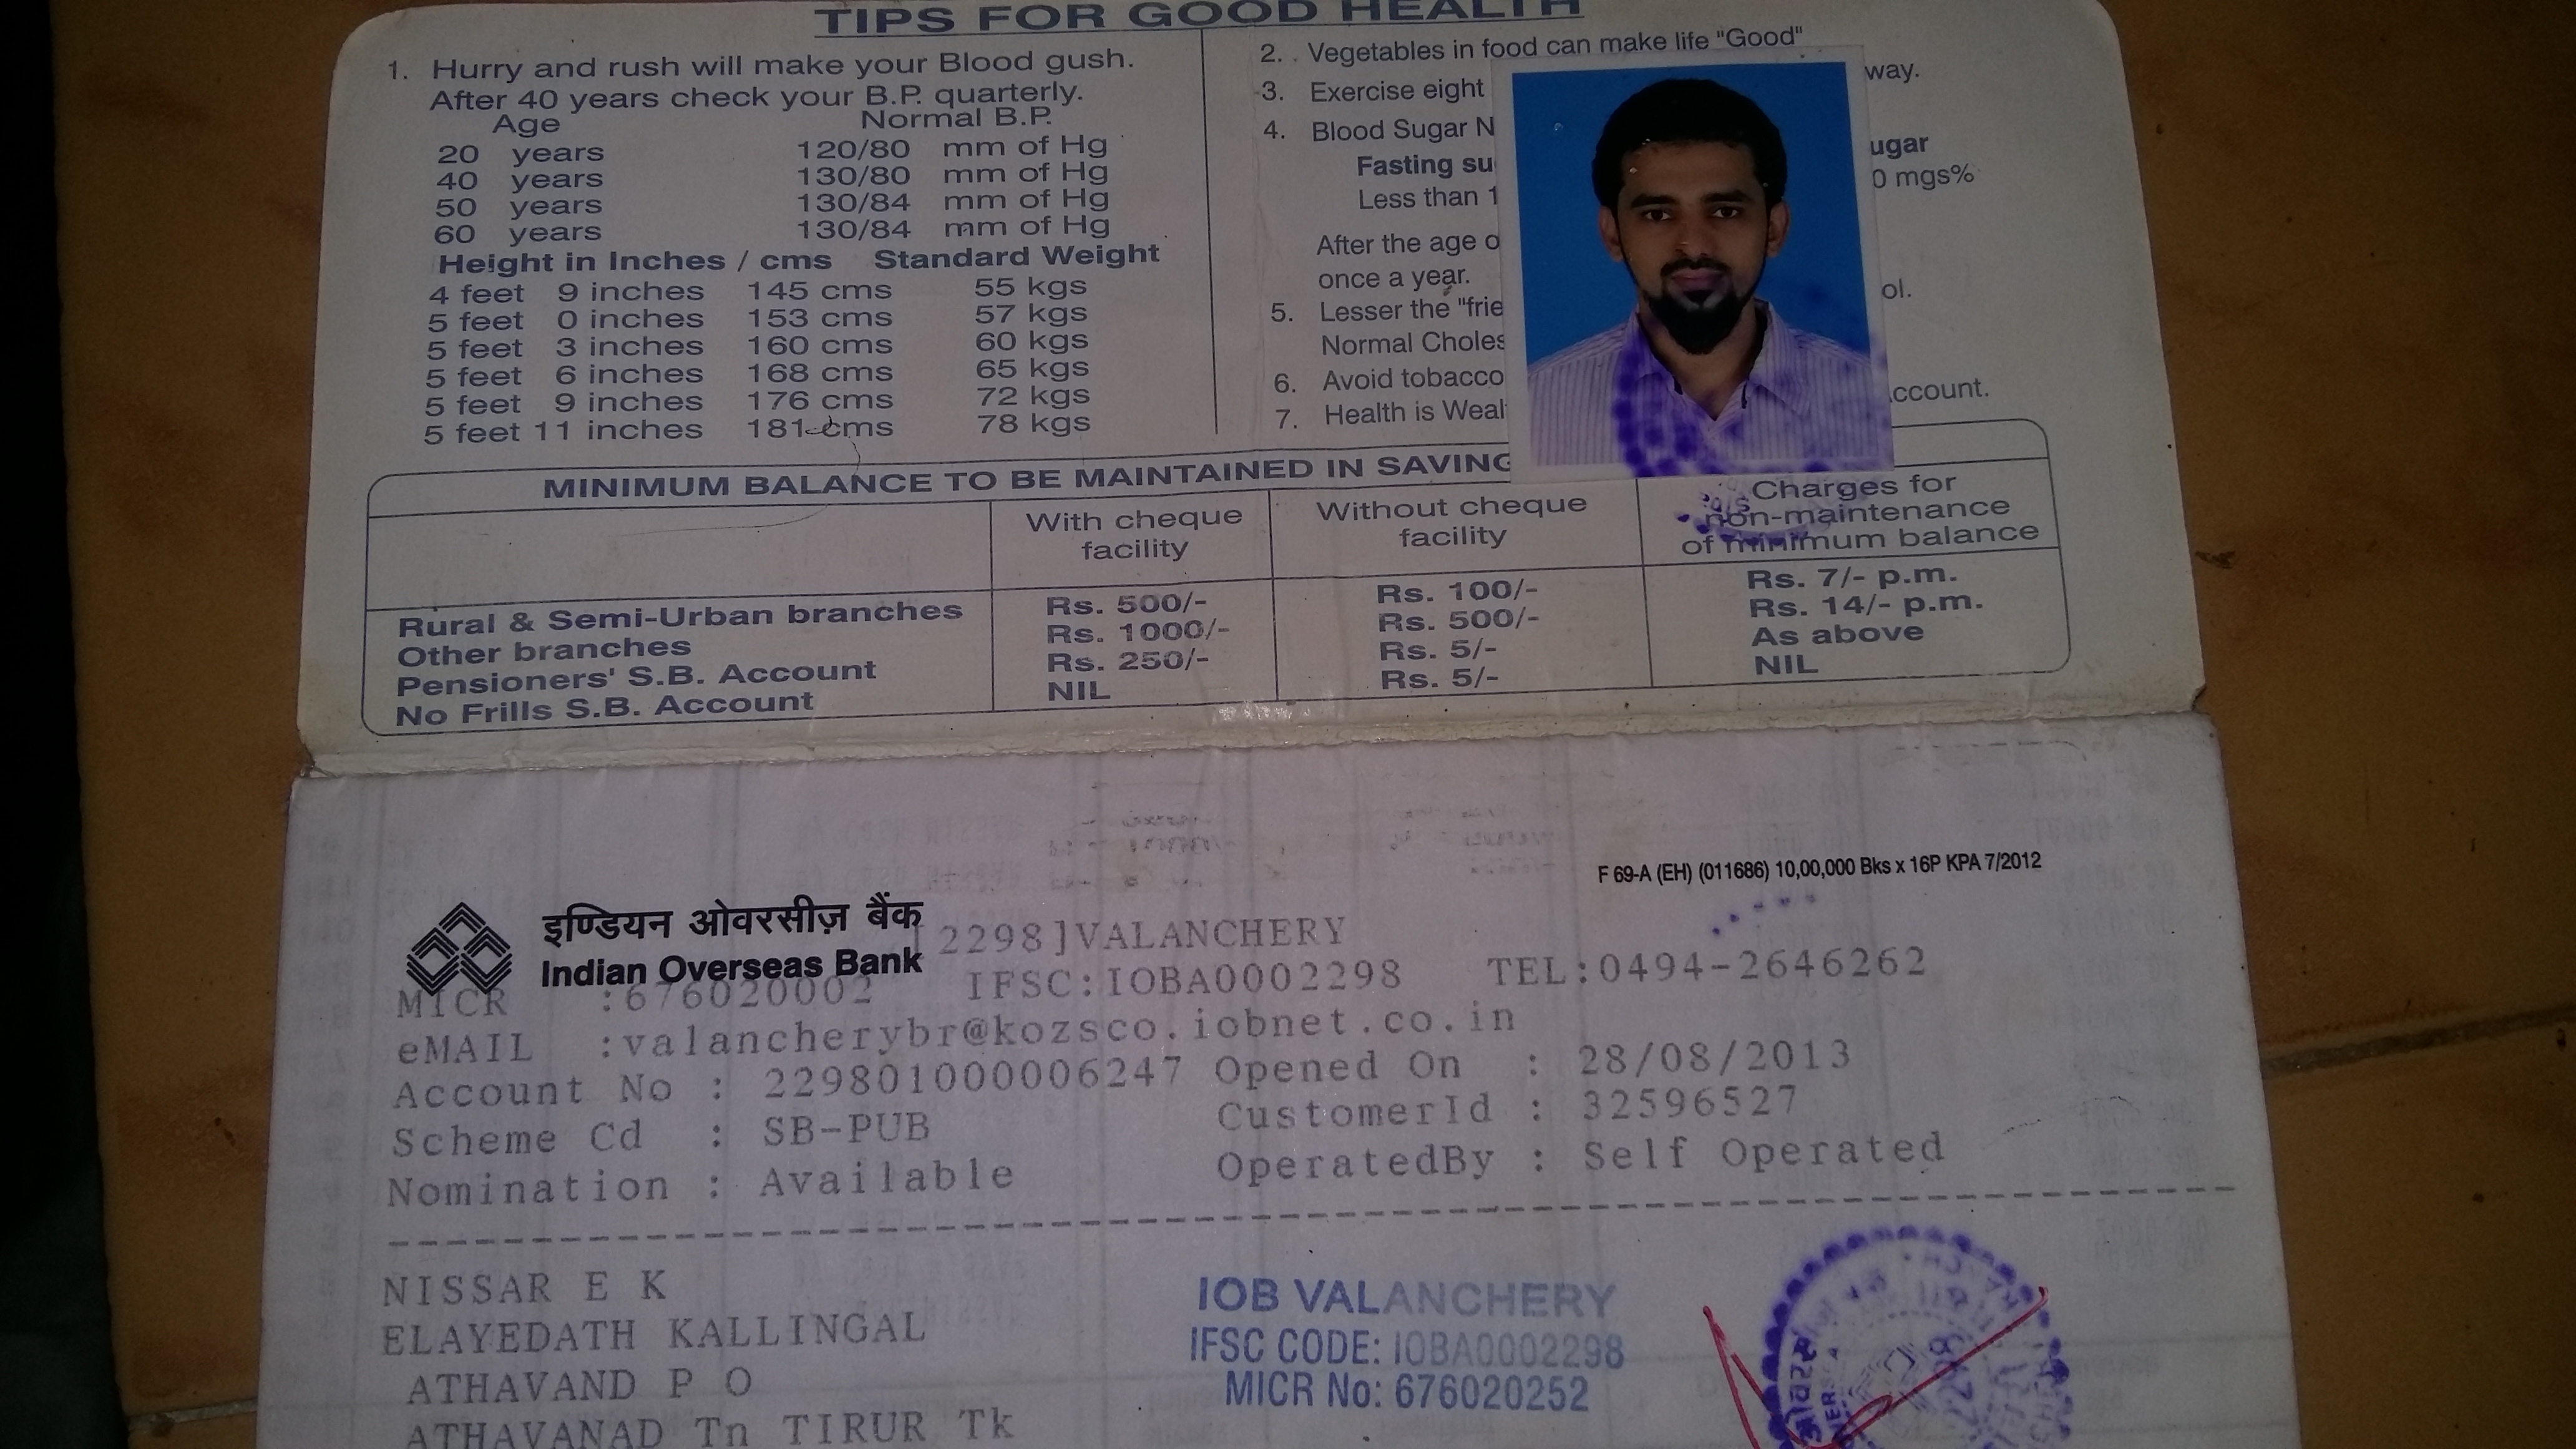 TIPS FOR GOOD HEALTH
1. Hurry and rush will make your Blood gush.
After 40 years check your B.P. quarterly.
Age Normal B.P.
20 years 120/80 mm of Hg
40 years 130/80 mm of Hg
50 years 130/84 mm of Hg
60 years 130/84 mm of Hg
Height in Inches / cms Standard Weight
4 feet 9 inches 145 cms 55 kgs
5 feet 0 inches 153 cms 57 kgs
5 feet 3 inches 160 cms 60 kgs
5 feet 6 inches 168 cms 65 kgs
5 feet 9 inches 176 cms 72 kgs
5 feet 11 inches 181 cms 78 kgs
2. Vegetables in food can make life "Good"
3. Exercise eight way.
4. Blood Sugar N
Fasting su ugar
Less than 1 0 mgs%
After the age o
once a year.
5. Lesser the "frie
Normal Choles ol.
6. Avoid tobacco
7. Health is Weal
ccount.
MINIMUM BALANCE TO BE MAINTAINED IN SAVING
With cheque facility Without cheque facility Charges for non-maintenance of minimum balance
Rural & Semi-Urban branches Rs. 500/- Rs. 100/- Rs. 7/- p.m.
Other branches Rs. 1000/- Rs. 500/- Rs. 14/- p.m.
Pensioners' S.B. Account Rs. 250/- Rs. 5/- As above
No Frills S.B. Account NIL Rs. 5/- NIL
F 69-A (EH) (011686) 10,00,000 Bks x 16P KPA 7/2012
इण्डियन ओवरसीज़ बैंक
Indian Overseas Bank
2298]VALANCHERY
MICR :676020002 IFSC:IOBA0002298 TEL:0494-2646262
eMAIL :valancherybr@kozsco.iobnet.co.in
Account No : 229801000006247 Opened On : 28/08/2013
Scheme Cd : SB-PUB CustomerId : 32596527
Nomination : Available OperatedBy : Self Operated
NISSAR E K
ELAYEDATH KALLINGAL
ATHAVAND P O
ATHAVANAD Tn TIRUR Tk
IOB VALANCHERY
IFSC CODE: IOBA0002298
MICR No: 676020252